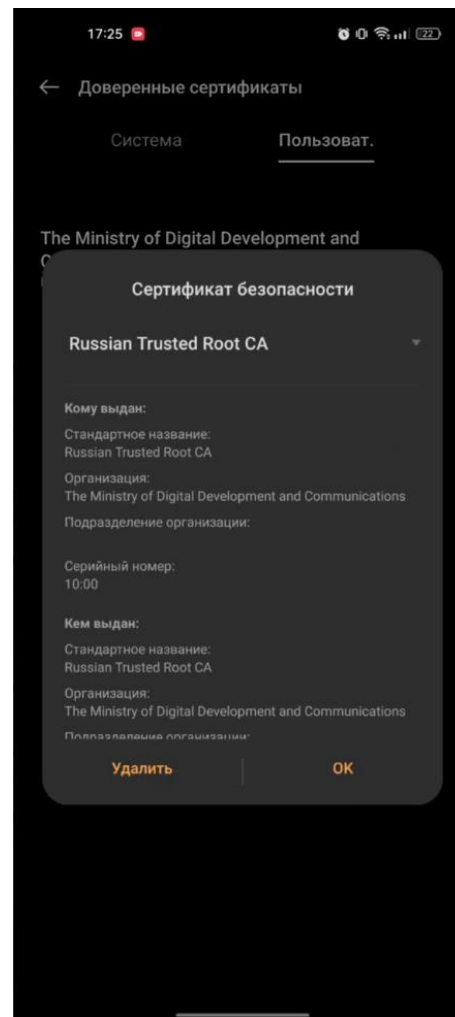 17:25
22
Доверенные сертификаты
Система Пользоват.
The Ministry of Digital Development and
Сертификат безопасности
Russian Trusted Root CA
Кому выдан:
Стандартное название:
Russian Trusted Root CA
Организация:
The Ministry of Digital Development and Communications
Подразделение организации:
Серийный номер:
10:00
Кем выдан:
Стандартное название:
Russian Trusted Root CA
Организация:
The Ministry of Digital Development and Communications
Подразделение организации:
Удалить OK